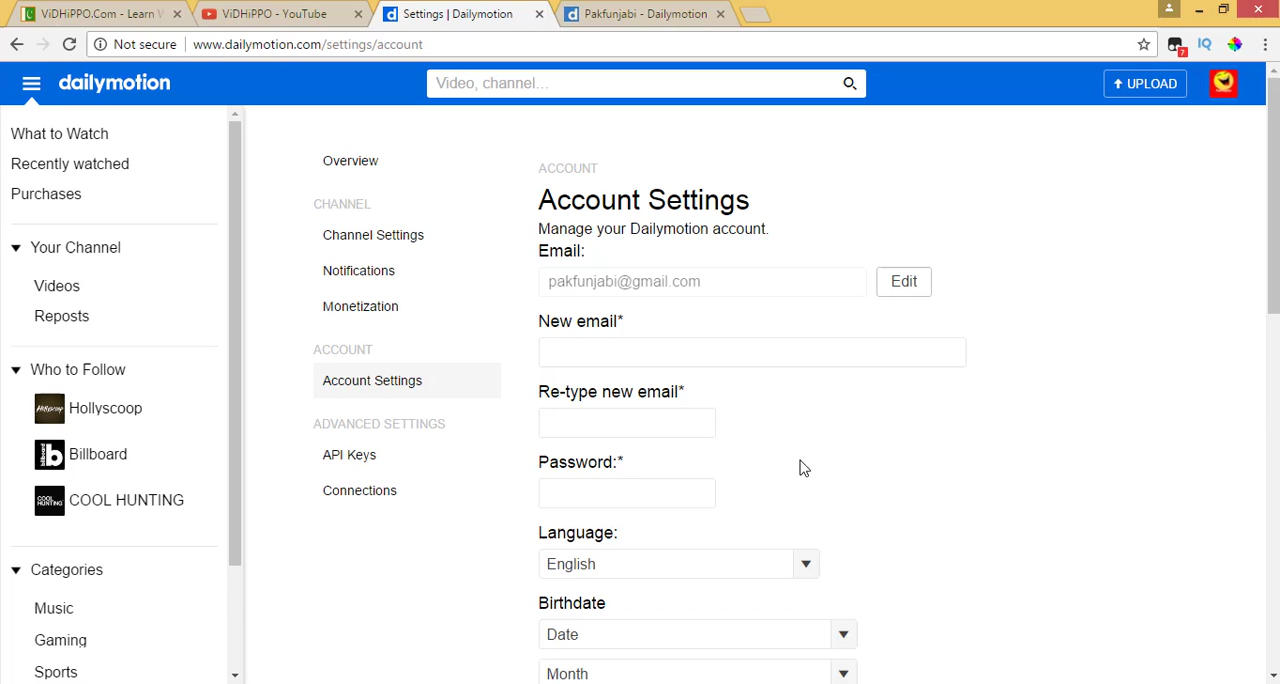 ViDHiPPO.Com - Learn
ViDHiPPO - YouTube
Settings | Dailymotion
Pakfunjabi - Dailymotion
Not secure
www.dailymotion.com/settings/account
7
IQ
dailymotion
Video, channel...
UPLOAD
What to Watch
Recently watched
Purchases
Your Channel
Videos
Reposts
Who to Follow
Hollyscoop
Billboard
COOL HUNTING
Categories
Music
Gaming
Sports
Overview
CHANNEL
Channel Settings
Notifications
Monetization
ACCOUNT
Account Settings
ADVANCED SETTINGS
API Keys
Connections
ACCOUNT
Account Settings
Manage your Dailymotion account.
Email:
pakfunjabi@gmail.com
Edit
New email*
Re-type new email*
Password:*
Language:
English
Birthdate
Date
Month